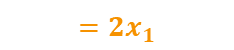 = 2x₁